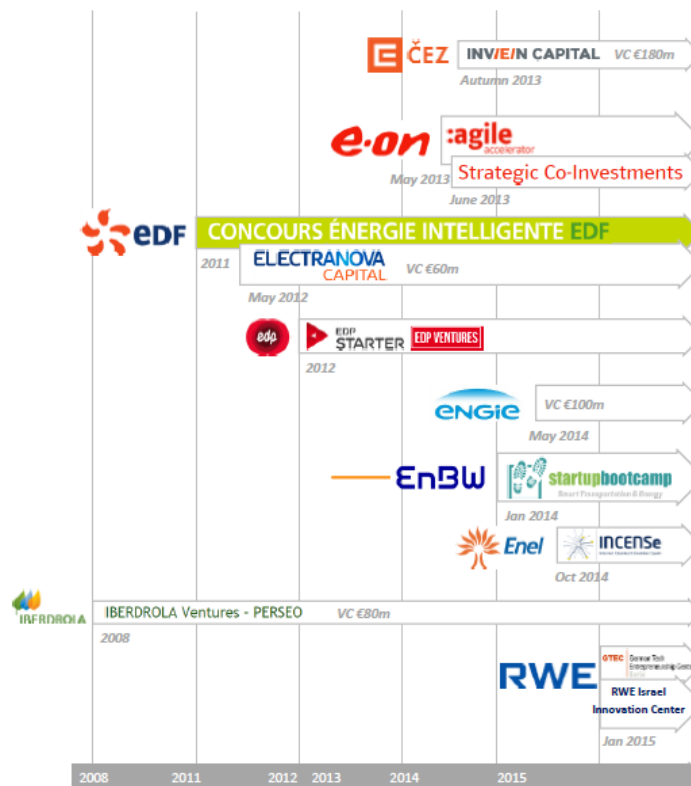 ČEZ
INV/E/N CAPITAL VC €180m
Autumn 2013
e·on
:agile
accelerator
May 2013
Strategic Co-Investments
June 2013
eDF
CONCOURS ÉNERGIE INTELLIGENTE EDF
2011
ELECTRANOVA
CAPITAL
VC €60m
May 2012
edp
EDP
STARTER
EDP VENTURES
2012
ENGIE
VC €100m
May 2014
EnBW
startupbootcamp
Smart Transportation & Energy
Jan 2014
Enel
INCENSe
Oct 2014
IBERDROLA
IBERDROLA Ventures - PERSEO VC €80m
2008
RWE
GTEC
German Tech
Entrepreneurship
RWE Israel
Innovation Center
Jan 2015
2008 2011 2012 2013 2014 2015